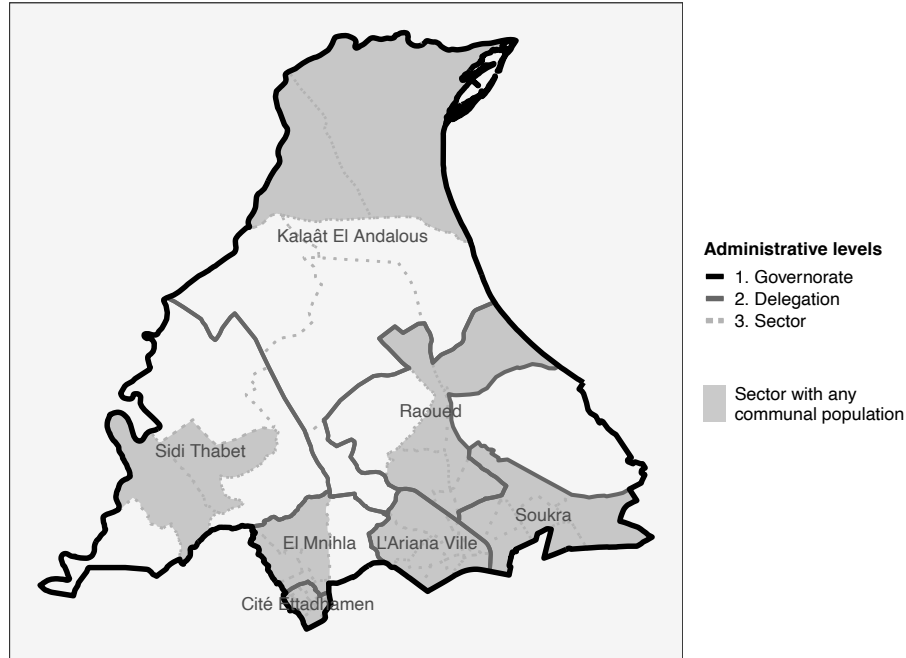 Kalaât El Andalous
Raoued
Sidi Thabet
Soukra
El Mnihla
L'Ariana Ville
Cité Ettadhamen
Administrative levels
1. Governorate
2. Delegation
3. Sector
Sector with any
communal population